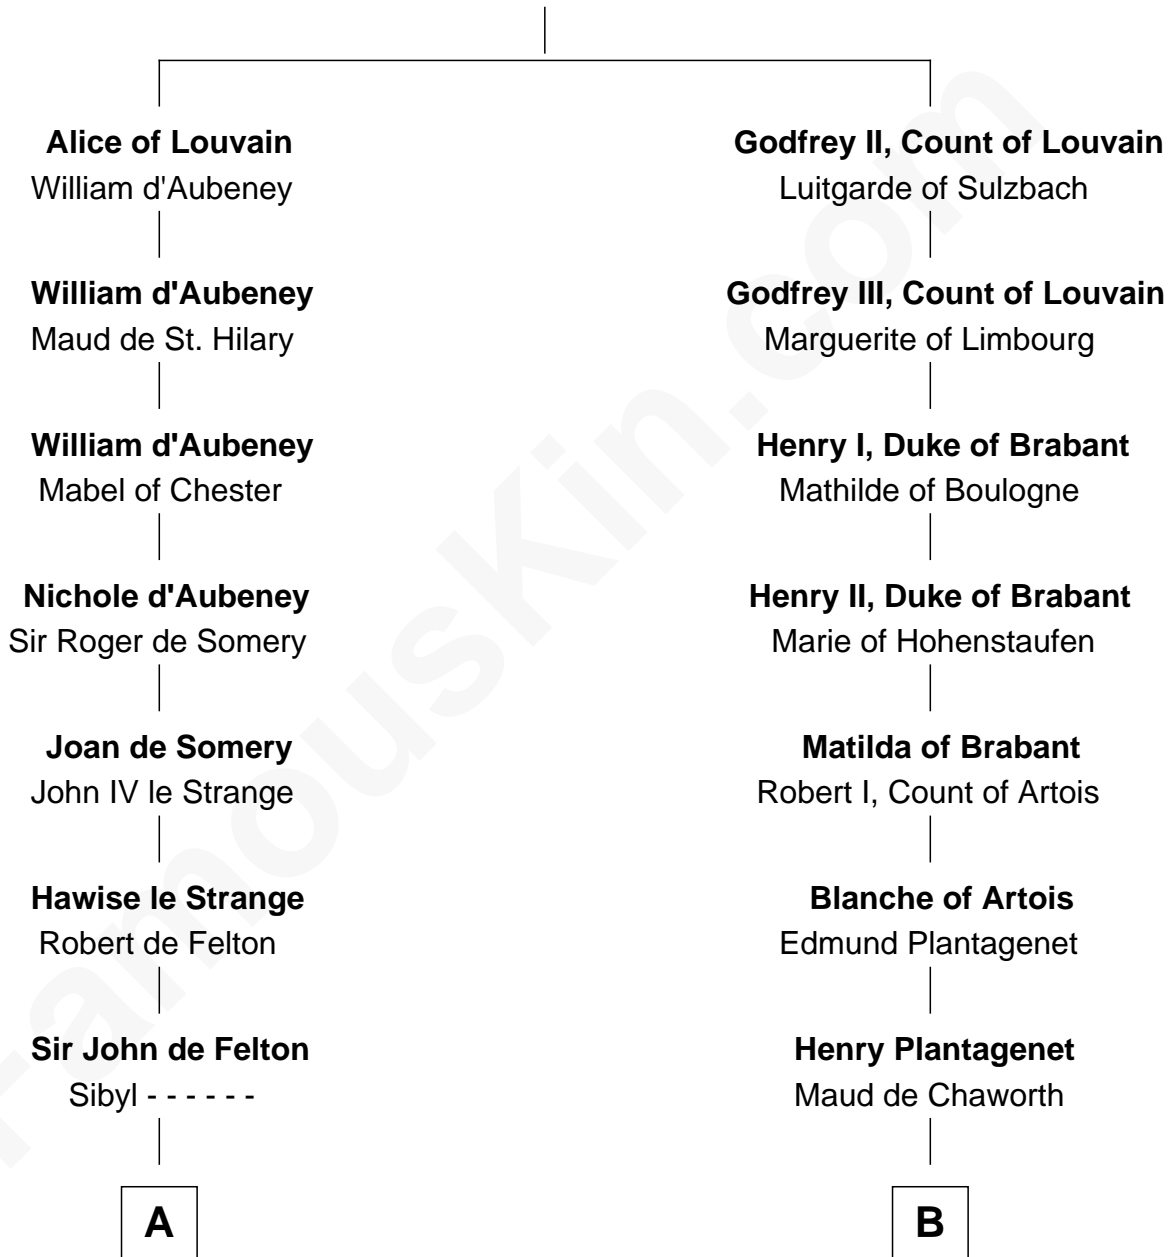 Alice of Louvain
William d'Aubeney
William d'Aubeney
Maud de St. Hilary
William d'Aubeney
Mabel of Chester
Nichole d'Aubeney
Sir Roger de Somery
Joan de Somery
John IV le Strange
Hawise le Strange
Robert de Felton
Sir John de Felton
Sibyl - - - - - -
A
Godfrey II, Count of Louvain
Luitgarde of Sulzbach
Godfrey III, Count of Louvain
Marguerite of Limbourg
Henry I, Duke of Brabant
Mathilde of Boulogne
Henry II, Duke of Brabant
Marie of Hohenstaufen
Matilda of Brabant
Robert I, Count of Artois
Blanche of Artois
Edmund Plantagenet
Henry Plantagenet
Maud de Chaworth
B
FamousKin.com